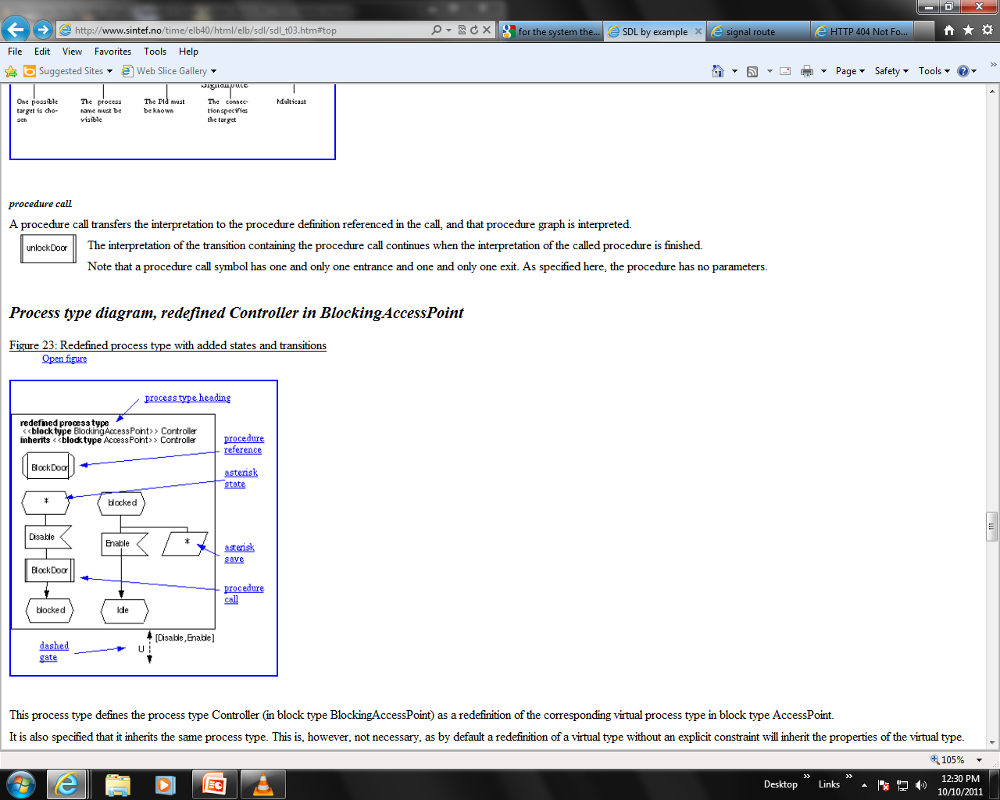 http://www.sintef.no/time/elb40/html/elb/sdl/sdl_t03.htm#top
for the system the...
SDL by example
signal route
HTTP 404 Not Fo...
File Edit View Favorites Tools Help
Suggested Sites
Web Slice Gallery
Page
Safety
Tools
One possible
target is cho-
sen
The process
name must be
visible
The PId must
be known
The connec-
tion specifies
the target
Multicast
procedure call
A procedure call transfers the interpretation to the procedure definition referenced in the call, and that procedure graph is interpreted.
unlockDoor
The interpretation of the transition containing the procedure call continues when the interpretation of the called procedure is finished.
Note that a procedure call symbol has one and only one entrance and one and only one exit. As specified here, the procedure has no parameters.
Process type diagram, redefined Controller in BlockingAccessPoint
Figure 23: Redefined process type with added states and transitions
Open figure
process type heading
redefined process type
<<block type BlockingAccessPoint>> Controller
inherits <<block type AccessPoint>> Controller
procedure
reference
BlockDoor
asterisk
state
*
blocked
Disable
Enable
*
asterisk
save
BlockDoor
procedure
call
blocked
Idle
[Disable,Enable]
dashed
gate
U
This process type defines the process type Controller (in block type BlockingAccessPoint) as a redefinition of the corresponding virtual process type in block type AccessPoint.
It is also specified that it inherits the same process type. This is, however, not necessary, as by default a redefinition of a virtual type without an explicit constraint will inherit the properties of the virtual type.
105%
Desktop
Links
12:30 PM
10/10/2011